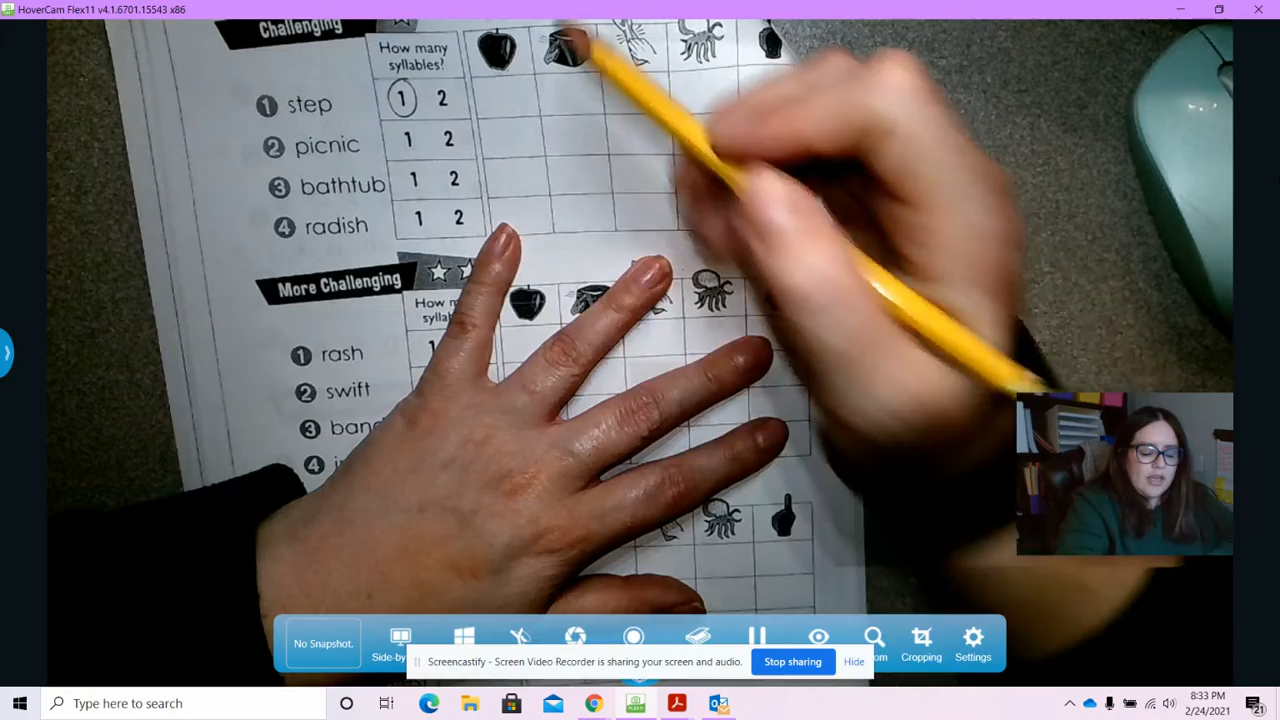 HoverCam Flex11 v4.1.6701.15543 x86
Challenging
How many
syllables?
1 step 1 2
2 picnic 1 2
3 bathtub 1 2
4 radish 1 2
More Challenging
How
1 rash 1
2 swift
3
4
No Snapshot.
Side-by
Cropping
Settings
Screencastify - Screen Video Recorder is sharing your screen and audio.
Stop sharing
Hide
Type here to search
8:33 PM
2/24/2021
21